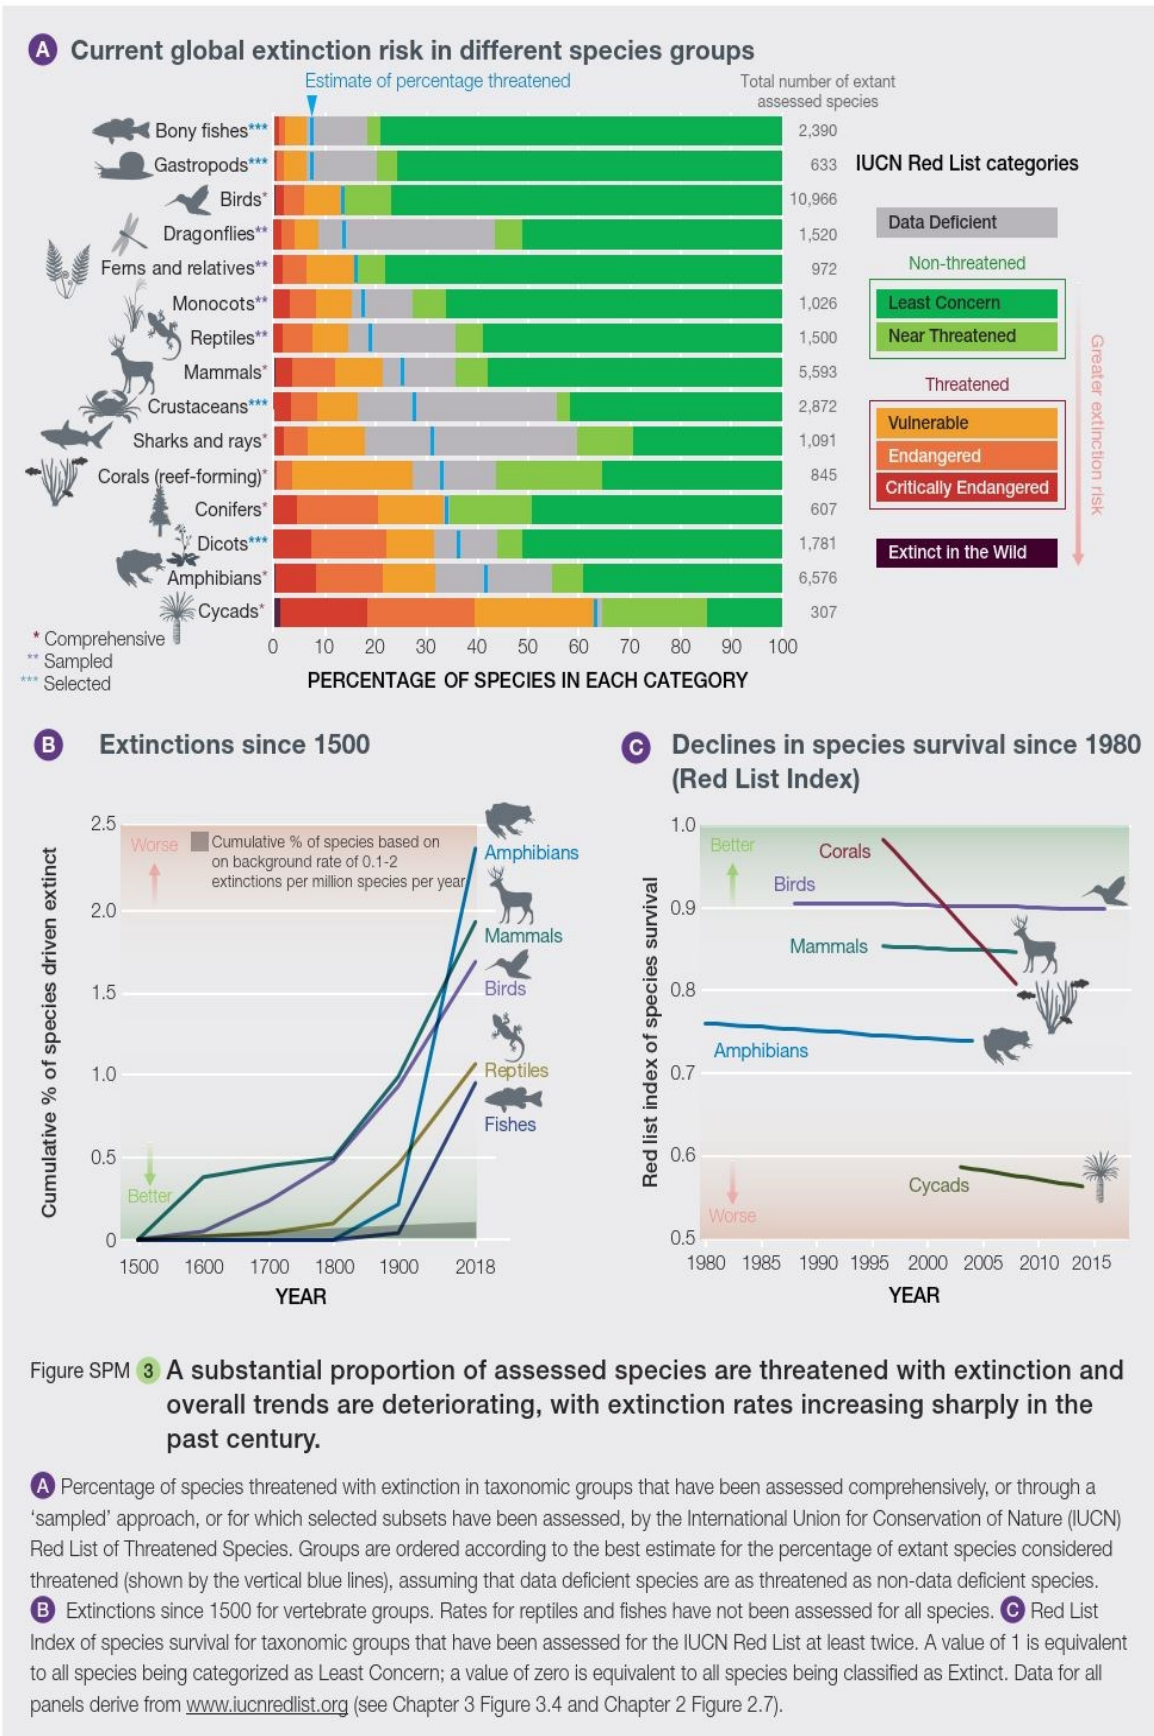 A Current global extinction risk in different species groups
Estimate of percentage threatened
Total number of extant
assessed species
Bony fishes*** 2,390
Gastropods*** 633
Birds* 10,966
Dragonflies** 1,520
Ferns and relatives** 972
Monocots** 1,026
Reptiles** 1,500
Mammals* 5,593
Crustaceans*** 2,872
Sharks and rays* 1,091
Corals (reef-forming)* 845
Conifers* 607
Dicots*** 1,781
Amphibians* 6,576
Cycads* 307
0 10 20 30 40 50 60 70 80 90 100
PERCENTAGE OF SPECIES IN EACH CATEGORY
* Comprehensive
** Sampled
*** Selected
IUCN Red List categories
Data Deficient
Non-threatened
Least Concern
Near Threatened
Threatened
Vulnerable
Endangered
Critically Endangered
Extinct in the Wild
Greater extinction risk
B Extinctions since 1500
Cumulative % of species driven extinct
2.5
2.0
1.5
1.0
0.5
0
Worse
Cumulative % of species based on
on background rate of 0.1-2
extinctions per million species per year
Amphibians
Mammals
Birds
Reptiles
Fishes
Better
1500 1600 1700 1800 1900 2018
YEAR
C Declines in species survival since 1980
(Red List Index)
Red list index of species survival
1.0
0.9
0.8
0.7
0.6
0.5
Better
Corals
Birds
Mammals
Amphibians
Cycads
Worse
1980 1985 1990 1995 2000 2005 2010 2015
YEAR
Figure SPM 3 A substantial proportion of assessed species are threatened with extinction and
overall trends are deteriorating, with extinction rates increasing sharply in the
past century.
A Percentage of species threatened with extinction in taxonomic groups that have been assessed comprehensively, or through a
‘sampled’ approach, or for which selected subsets have been assessed, by the International Union for Conservation of Nature (IUCN)
Red List of Threatened Species. Groups are ordered according to the best estimate for the percentage of extant species considered
threatened (shown by the vertical blue lines), assuming that data deficient species are as threatened as non-data deficient species.
B Extinctions since 1500 for vertebrate groups. Rates for reptiles and fishes have not been assessed for all species. C Red List
Index of species survival for taxonomic groups that have been assessed for the IUCN Red List at least twice. A value of 1 is equivalent
to all species being categorized as Least Concern; a value of zero is equivalent to all species being classified as Extinct. Data for all
panels derive from www.iucnredlist.org (see Chapter 3 Figure 3.4 and Chapter 2 Figure 2.7).